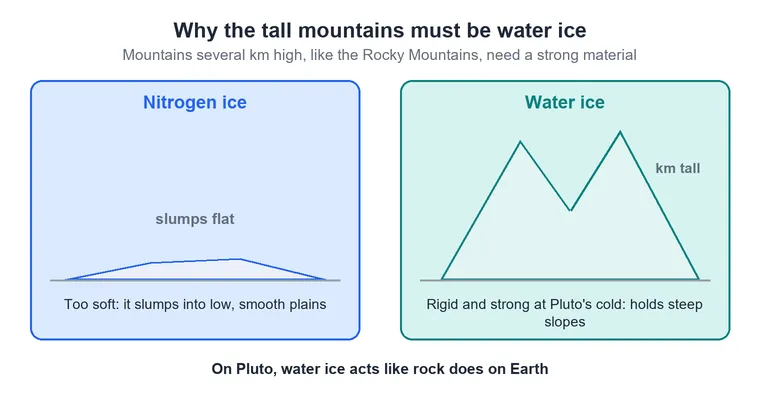 Why the tall mountains must be water ice
Mountains several km high, like the Rocky Mountains, need a strong material
Nitrogen ice
slumps flat
Too soft: it slumps into low, smooth plains
Water ice
km tall
Rigid and strong at Pluto's cold: holds steep
slopes
On Pluto, water ice acts like rock does on Earth